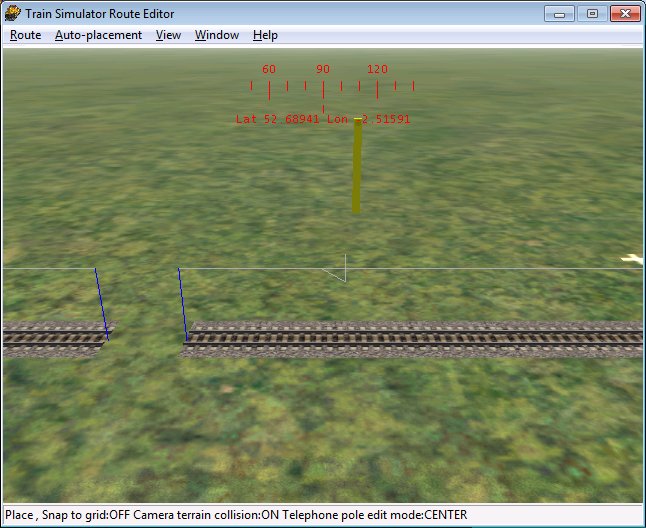 Train Simulator Route Editor
Route Auto-placement View Window Help
60 90 120
Lat 52.68941 Lon -2.51591
Place , Snap to grid:OFF Camera terrain collision:ON Telephone pole edit mode:CENTER